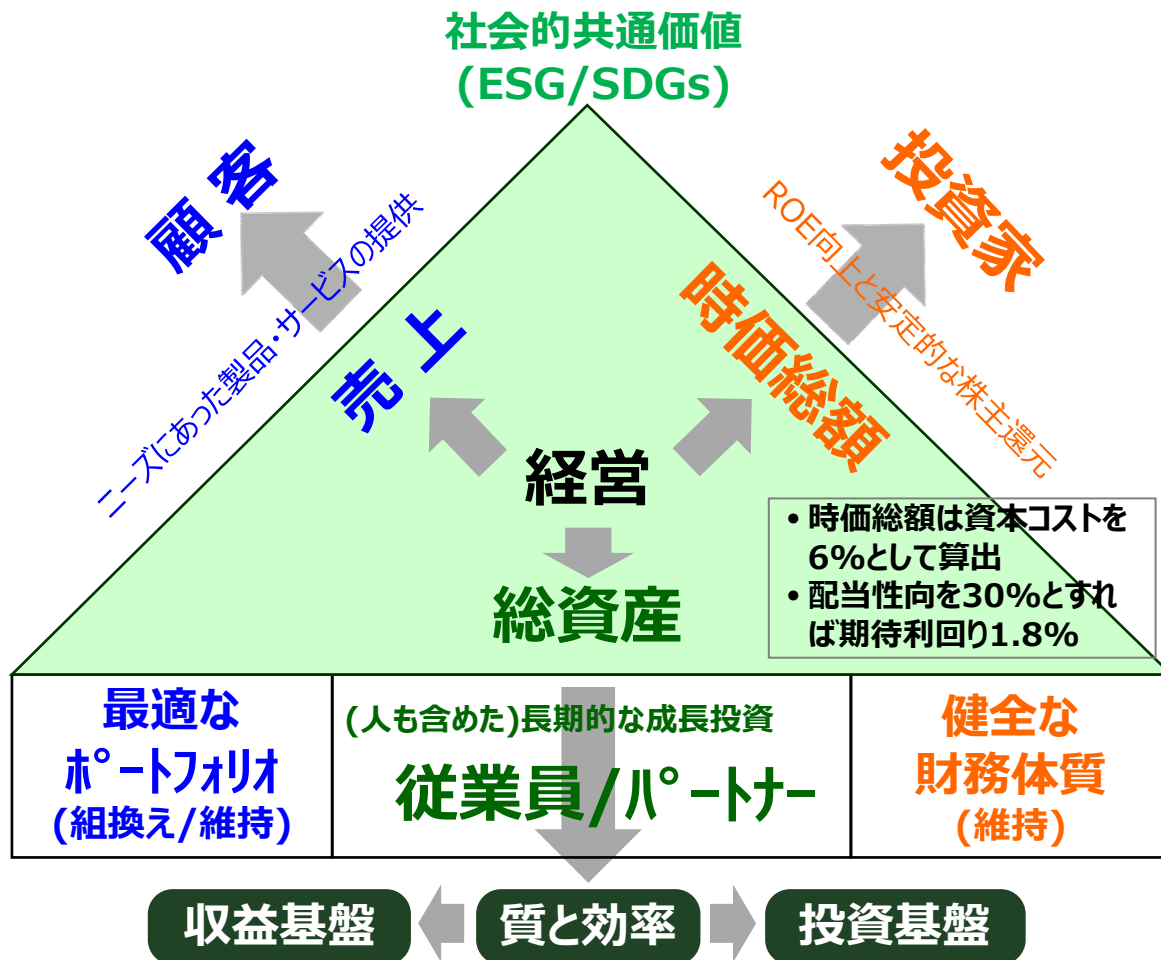 社会的共通価値
(ESG/SDGs)
顧客
ニーズにあった製品・サービスの提供
売上
投資家
ROE向上と安定的な株主還元
時価総額
経営
総資産
• 時価総額は資本コストを
6%として算出
• 配当性向を30%とすれ
ば期待利回り1.8%
最適な
ﾎﾟｰﾄﾌｫﾘｵ
(組換え/維持)
(人も含めた)長期的な成長投資
従業員/ﾊﾟｰﾄﾅｰ
健全な
財務体質
(維持)
収益基盤
質と効率
投資基盤